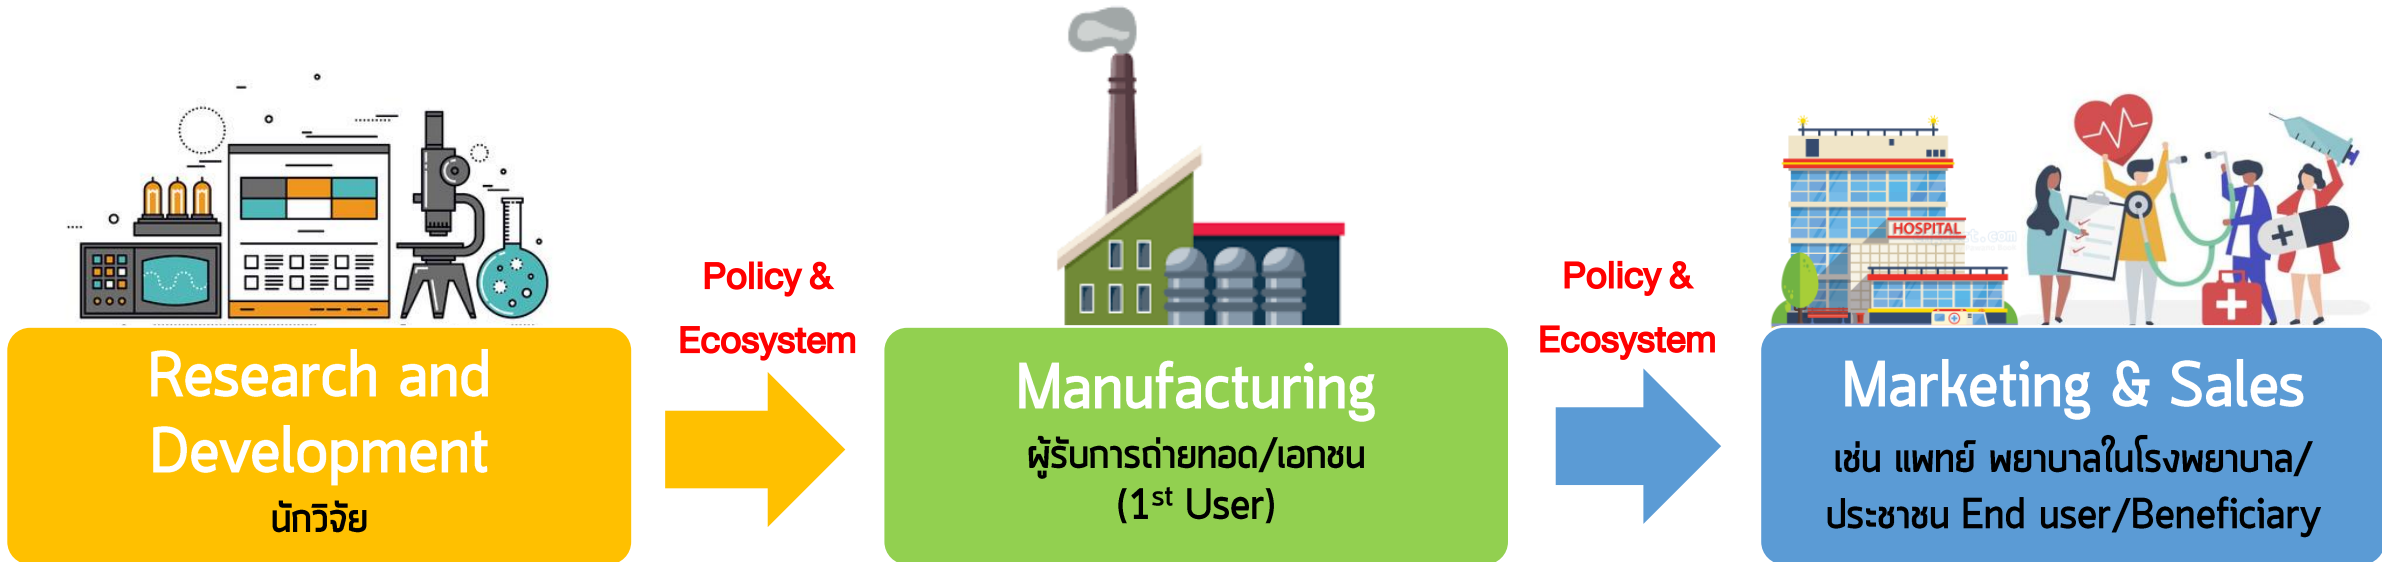 Research and
Development
นักวิจัย
Policy &
Ecosystem
Manufacturing
ผู้รับการถ่ายทอด/เอกชน
(1st User)
Policy &
Ecosystem
HOSPITAL
Marketing & Sales
เช่น แพทย์ พยาบาลในโรงพยาบาล/
ประชาชน End user/Beneficiary